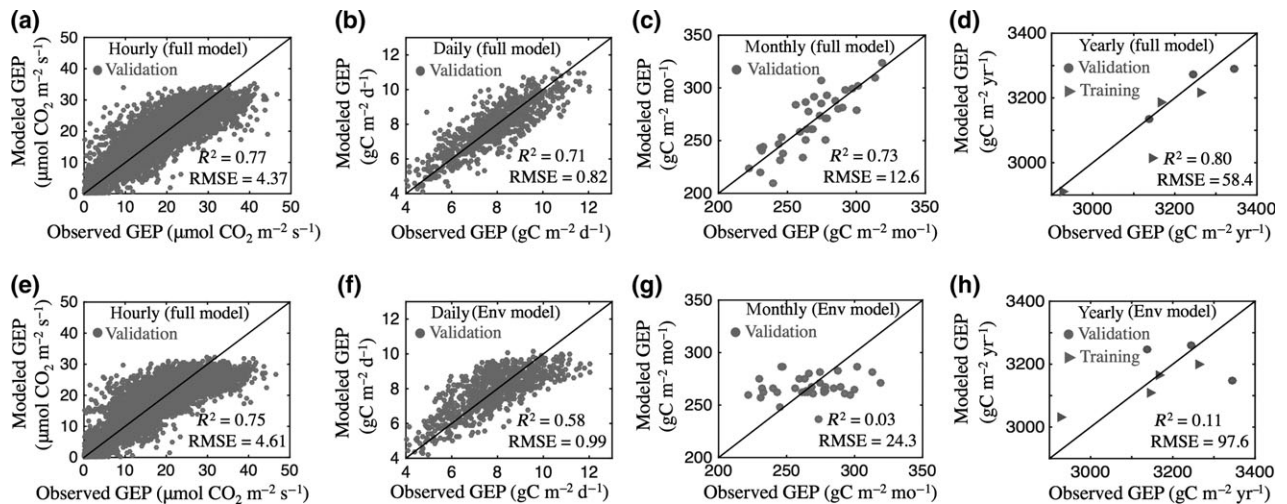 (a)
Modeled GEP
(µmol CO2 m−2 s−1)
50
40
30
20
10
0
Hourly (full model)
Validation
R2 = 0.77
RMSE = 4.37
0 10 20 30 40 50
Observed GEP (µmol CO2 m−2 s−1)
(b)
Modeled GEP
(gC m−2 d−1)
12
10
8
6
4
Daily (full model)
Validation
R2 = 0.71
RMSE = 0.82
4 6 8 10 12
Observed GEP (gC m−2 d−1)
(c)
Modeled GEP
(gC m−2 mo−1)
350
300
250
200
Monthly (full model)
Validation
R2 = 0.73
RMSE = 12.6
200 250 300 350
Observed GEP (gC m−2 mo−1)
(d)
Modeled GEP
(gC m−2 yr−1)
3400
3200
3000
Yearly (full model)
Validation
Training
R2 = 0.80
RMSE = 58.4
3000 3200 3400
Observed GEP (gC m−2 yr−1)
(e)
Modeled GEP
(µmol CO2 m−2 s−1)
50
40
30
20
10
0
Hourly (full model)
Validation
R2 = 0.75
RMSE = 4.61
0 10 20 30 40 50
Observed GEP (µmol CO2 m−2 s−1)
(f)
Modeled GEP
(gC m−2 d−1)
12
10
8
6
4
Daily (Env model)
Validation
R2 = 0.58
RMSE = 0.99
4 6 8 10 12
Observed GEP (gC m−2 d−1)
(g)
Modeled GEP
(gC m−2 mo−1)
350
300
250
200
Monthly (Env model)
Validation
R2 = 0.03
RMSE = 24.3
200 250 300 350
Observed GEP (gC m−2 mo−1)
(h)
Modeled GEP
(gC m−2 yr−1)
3400
3200
3000
Yearly (Env model)
Validation
Training
R2 = 0.11
RMSE = 97.6
3000 3200 3400
Observed GEP (gC m−2 yr−1)